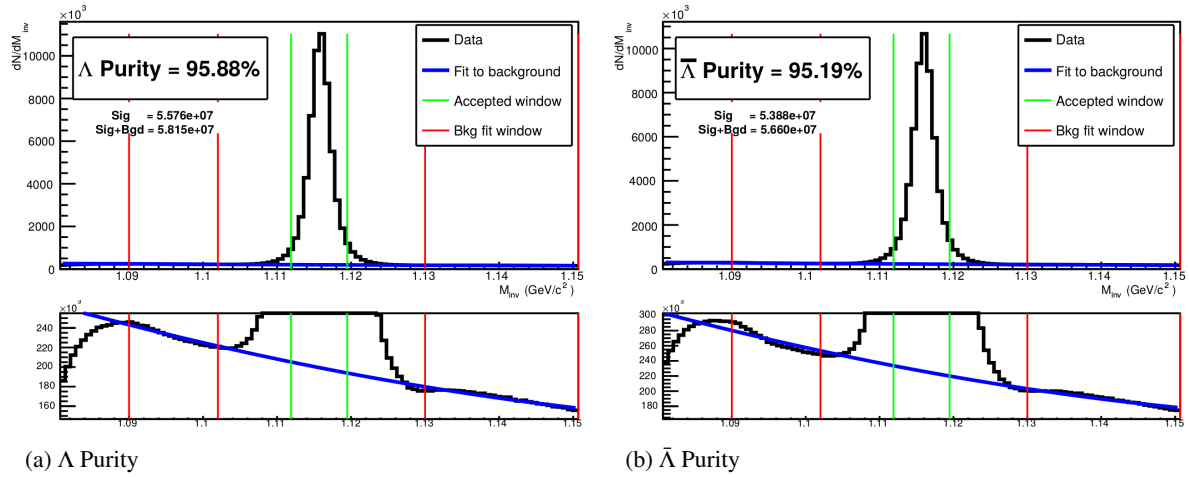 ×10³
dN/dM inv
10000
8000
6000
4000
2000
0
Λ Purity = 95.88%
Sig = 5.576e+07
Sig+Bgd = 5.815e+07
Data
Fit to background
Accepted window
Bkg fit window
1.09 1.1 1.11 1.12 1.13 1.14 1.15
M inv (GeV/c²)
×10³
240
220
200
180
160
1.09 1.1 1.11 1.12 1.13 1.14 1.15
(a) Λ Purity
×10³
dN/dM inv
10000
8000
6000
4000
2000
0
Λ̅ Purity = 95.19%
Sig = 5.388e+07
Sig+Bgd = 5.660e+07
Data
Fit to background
Accepted window
Bkg fit window
1.09 1.1 1.11 1.12 1.13 1.14 1.15
M inv (GeV/c²)
×10³
300
280
260
240
220
200
180
1.09 1.1 1.11 1.12 1.13 1.14 1.15
(b) Λ̄ Purity